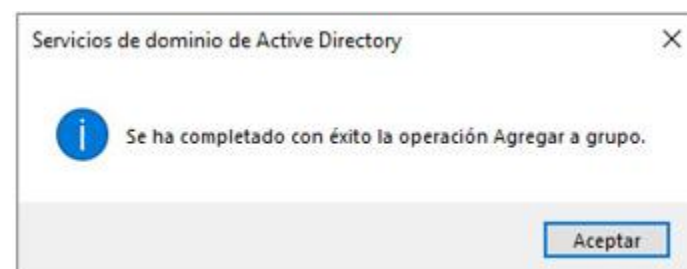 Servicios de dominio de Active Directory
Se ha completado con éxito la operación Agregar a grupo.
Aceptar